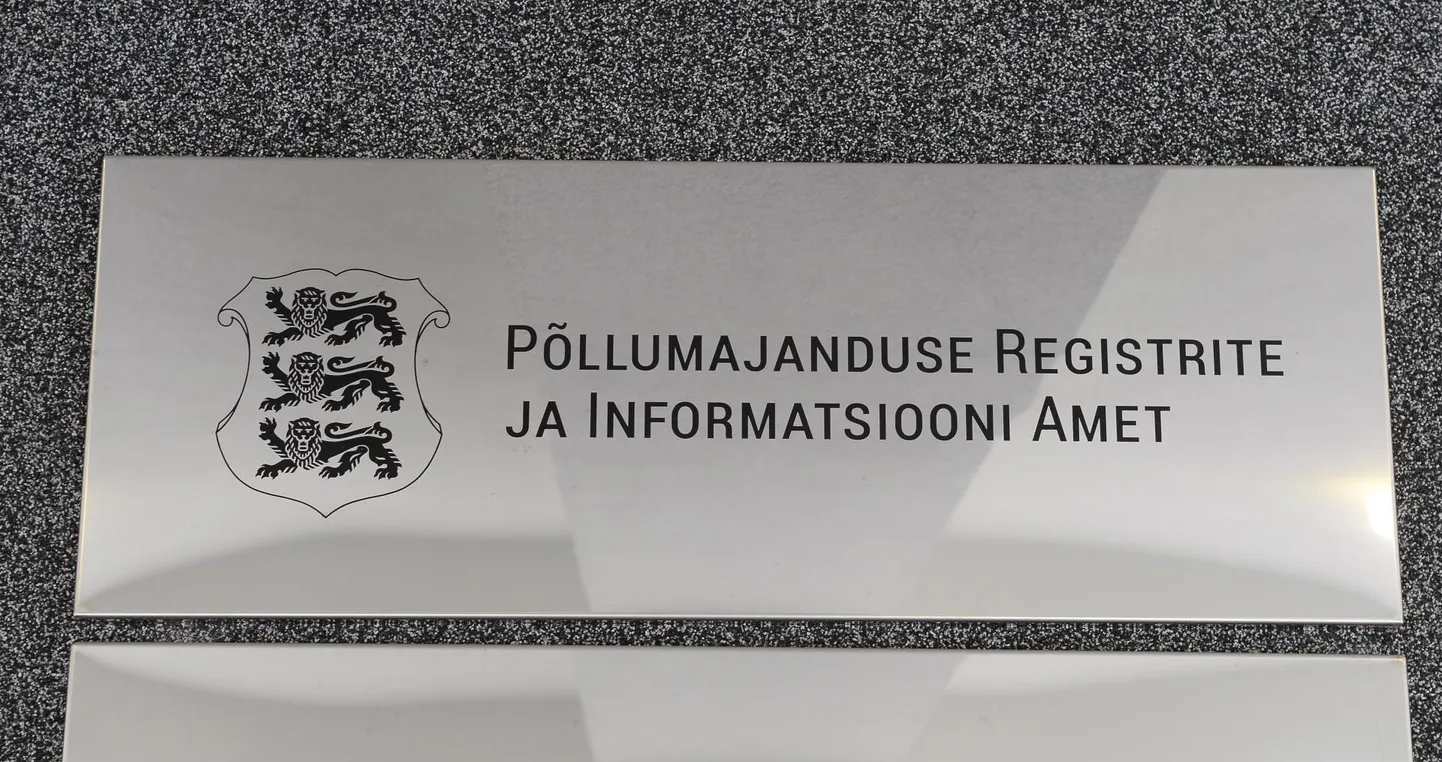 PÕLLUMAJANDUSE REGISTRITE
JA INFORMATSIOONI AMET